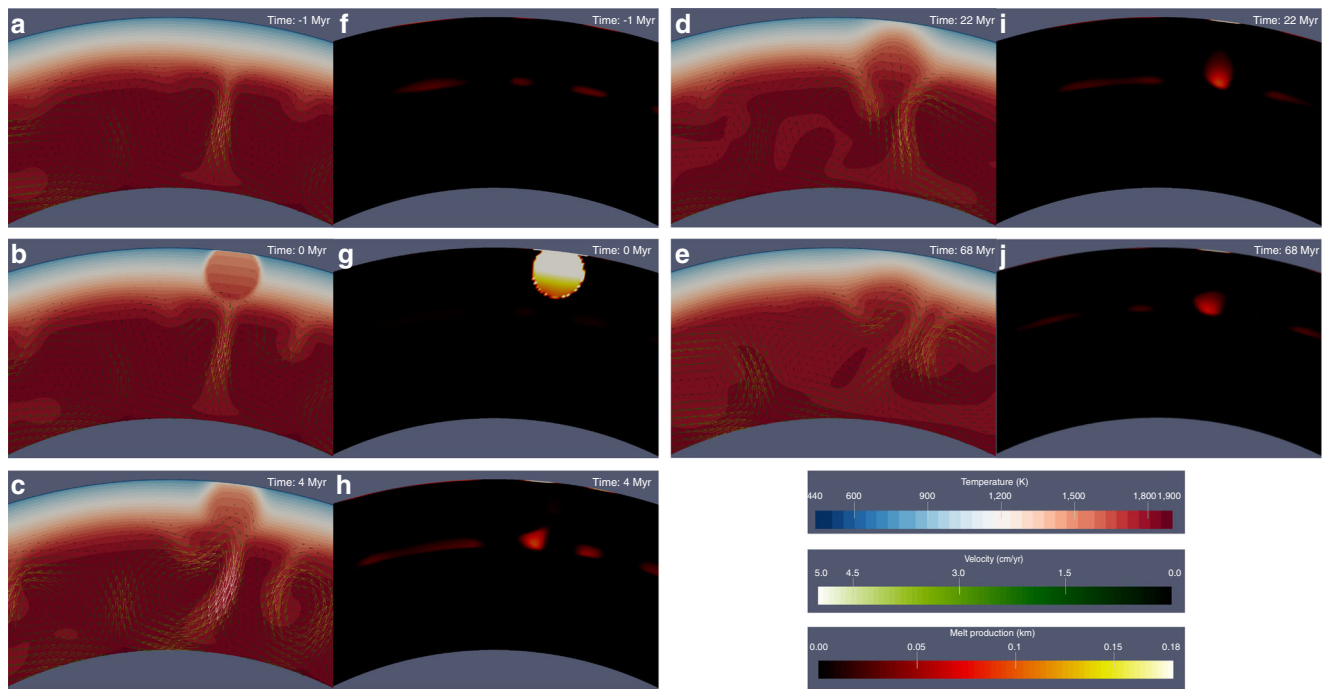 a Time: -1 Myr
f Time: -1 Myr
d Time: 22 Myr
i Time: 22 Myr
b Time: 0 Myr
g Time: 0 Myr
e Time: 68 Myr
j Time: 68 Myr
c Time: 4 Myr
h Time: 4 Myr
Temperature (K)
440 600 900 1,200 1,500 1,800 1,900
Velocity (cm/yr)
5.0 4.5 3.0 1.5 0.0
Melt production (km)
0.00 0.05 0.1 0.15 0.18